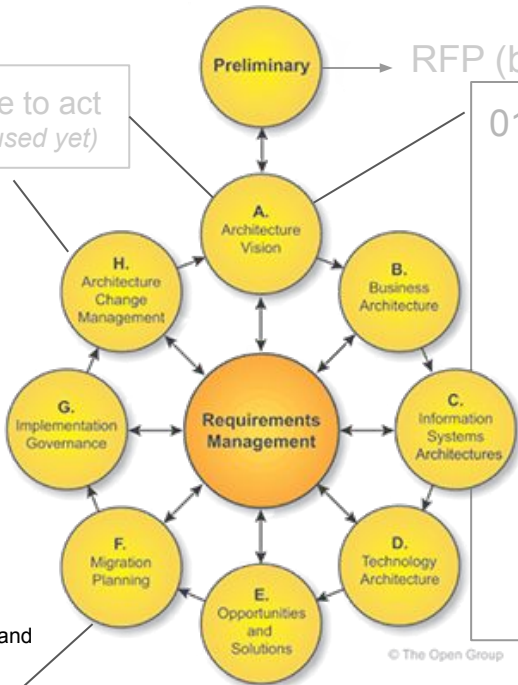 Preliminary
RFP (b
e to act
used yet)
01
A.
Architecture
Vision
H.
Architecture
Change
Management
B.
Business
Architecture
G.
Implementation
Governance
Requirements
Management
C.
Information
Systems
Architectures
F.
Migration
Planning
D.
Technology
Architecture
E.
Opportunities
and
Solutions
and
© The Open Group